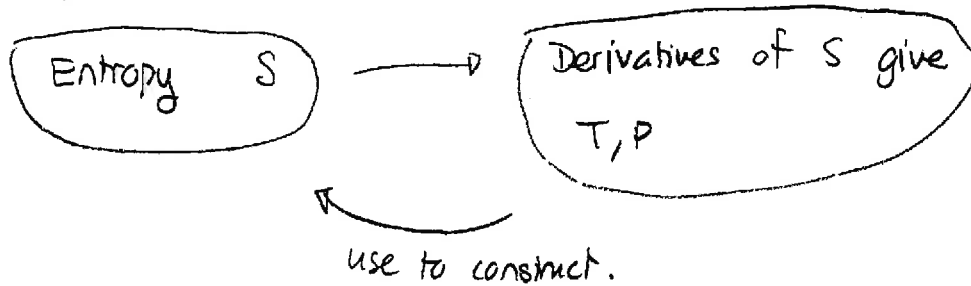 Entropy S
Derivatives of S give
T, P
use to construct.